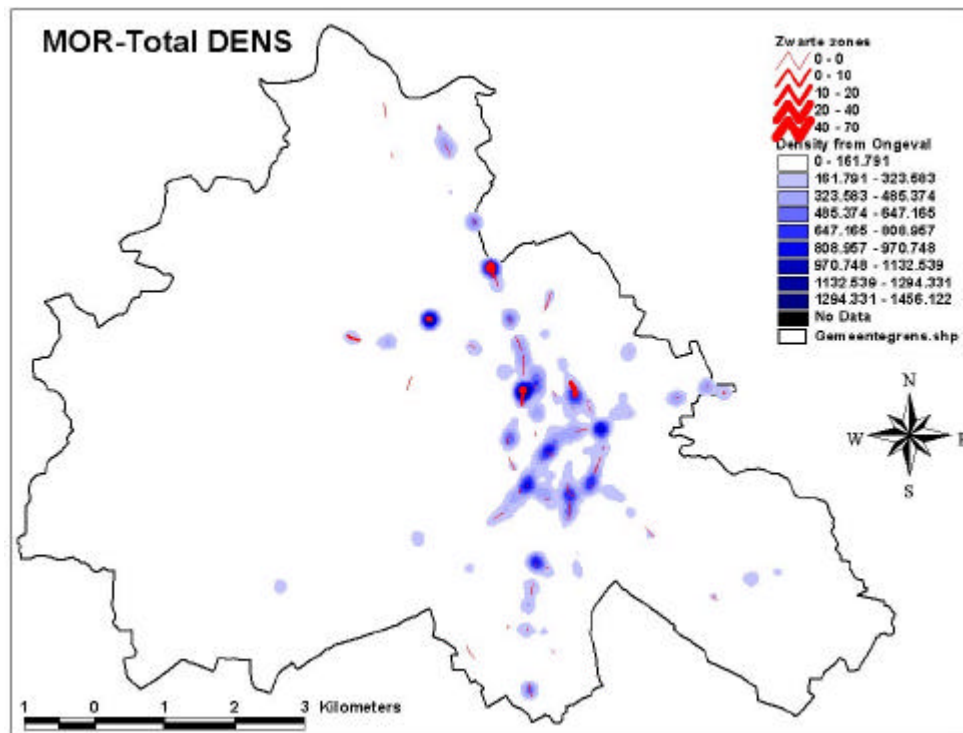 MOR-Total DENS
Zwarte zones
0 - 0
0 - 10
10 - 20
20 - 40
40 - 70
Density from Ongeval
0 - 161.791
161.791 - 323.583
323.583 - 485.374
485.374 - 647.165
647.165 - 808.957
808.957 - 970.748
970.748 - 1132.539
1132.539 - 1294.331
1294.331 - 1456.122
No Data
Gemeentegrens.shp
N
W E
S
1 0 1 2 3 Kilometers